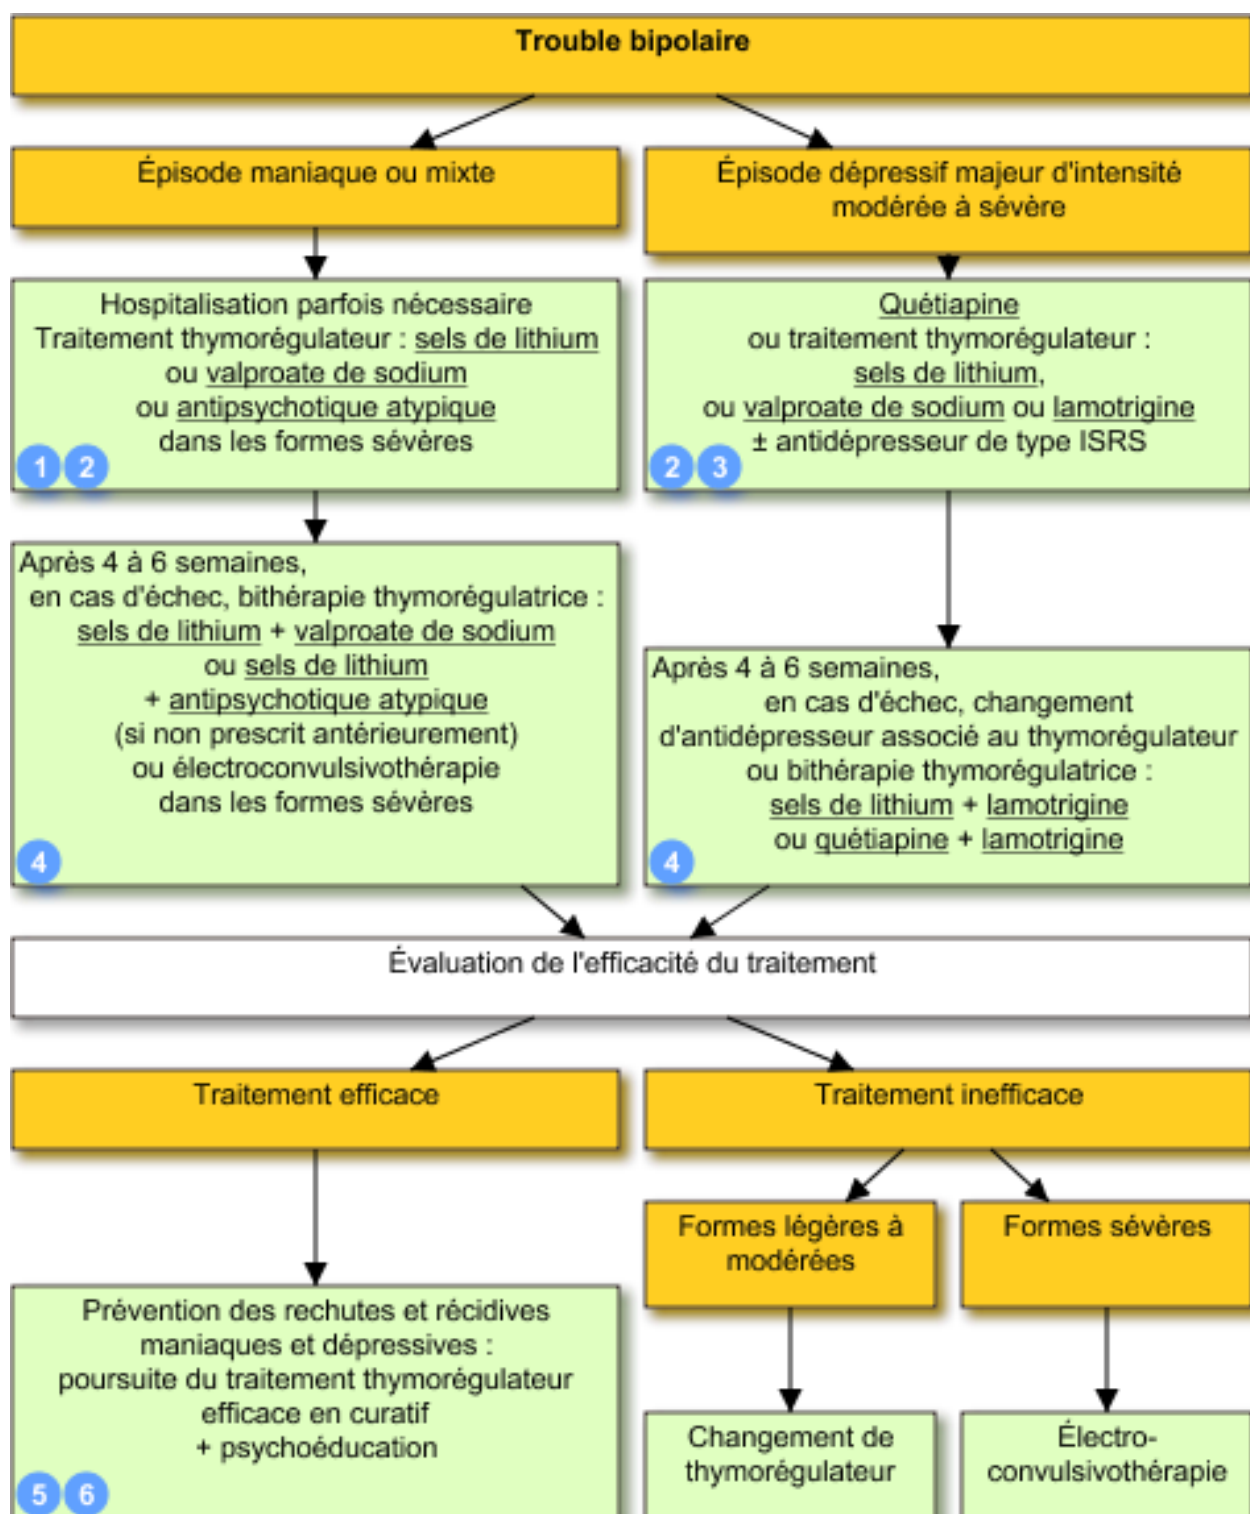 Trouble bipolaire
Épisode maniaque ou mixte
Épisode dépressif majeur d'intensité
modérée à sévère
Hospitalisation parfois nécessaire
Traitement thymorégulateur : sels de lithium
ou valproate de sodium
ou antipsychotique atypique
dans les formes sévères
1 2
Quétiapine
ou traitement thymorégulateur :
sels de lithium,
ou valproate de sodium ou lamotrigine
± antidépresseur de type ISRS
2 3
Après 4 à 6 semaines,
en cas d'échec, bithérapie thymorégulatrice :
sels de lithium + valproate de sodium
ou sels de lithium
+ antipsychotique atypique
(si non prescrit antérieurement)
ou électroconvulsivothérapie
dans les formes sévères
4
Après 4 à 6 semaines,
en cas d'échec, changement
d'antidépresseur associé au thymorégulateur
ou bithérapie thymorégulatrice :
sels de lithium + lamotrigine
ou quétiapine + lamotrigine
4
Évaluation de l'efficacité du traitement
Traitement efficace
Traitement inefficace
Formes légères à
modérées
Formes sévères
Prévention des rechutes et récidives
maniaques et dépressives :
poursuite du traitement thymorégulateur
efficace en curatif
+ psychoéducation
5 6
Changement de
thymorégulateur
Électro-
convulsivothérapie